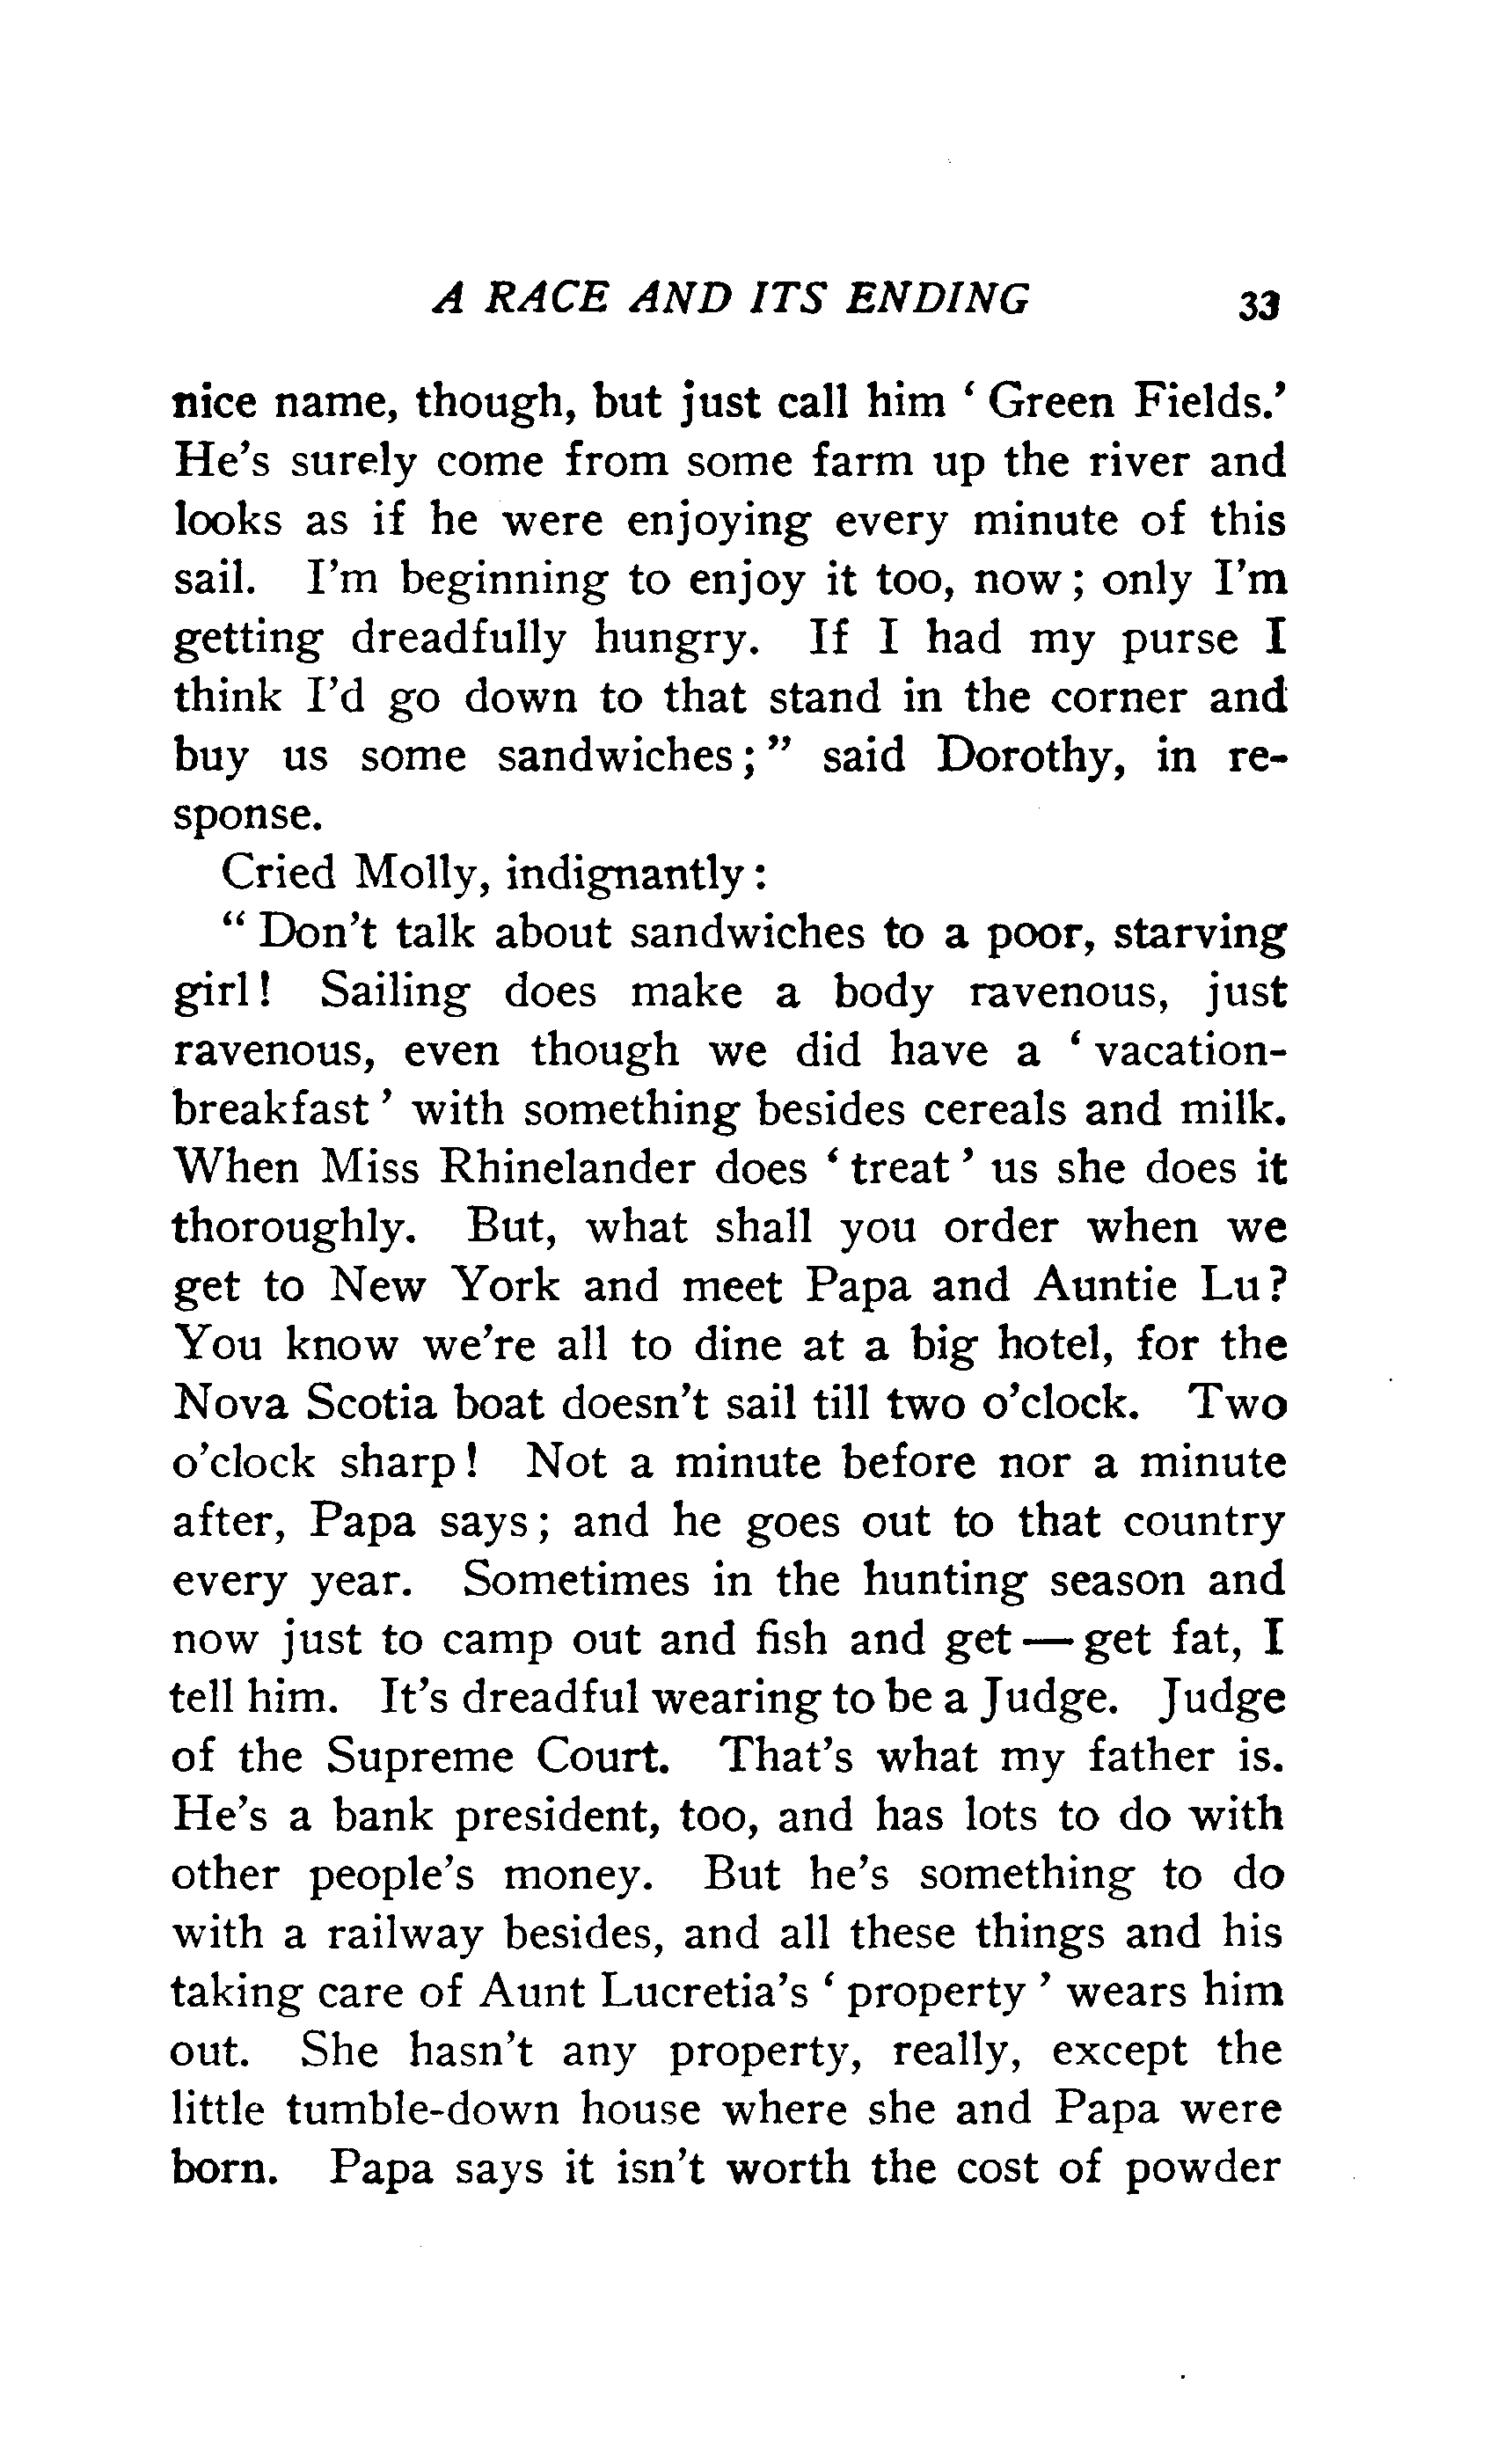 A RACE AND ITS ENDING 33
nice name, though, but just call him ‘ Green Fields.’
He’s surely come from some farm up the river and
looks as if he were enjoying every minute of this
sail. I’m beginning to enjoy it too, now ; only I’m
getting dreadfully hungry. If I had my purse I
think I’d go down to that stand in the corner and
buy us some sandwiches ; ” said Dorothy, in re-
sponse.
Cried Molly, indignantly :
“ Don’t talk about sandwiches to a poor, starving
girl ! Sailing does make a body ravenous, just
ravenous, even though we did have a ‘ vacation-
breakfast ’ with something besides cereals and milk.
When Miss Rhinelander does ‘ treat ’ us she does it
thoroughly. But, what shall you order when we
get to New York and meet Papa and Auntie Lu ?
You know we’re all to dine at a big hotel, for the
Nova Scotia boat doesn’t sail till two o’clock. Two
o’clock sharp ! Not a minute before nor a minute
after, Papa says ; and he goes out to that country
every year. Sometimes in the hunting season and
now just to camp out and fish and get — get fat, I
tell him. It’s dreadful wearing to be a Judge. Judge
of the Supreme Court. That’s what my father is.
He’s a bank president, too, and has lots to do with
other people’s money. But he’s something to do
with a railway besides, and all these things and his
taking care of Aunt Lucretia’s ‘ property ’ wears him
out. She hasn’t any property, really, except the
little tumble-down house where she and Papa were
born. Papa says it isn’t worth the cost of powder